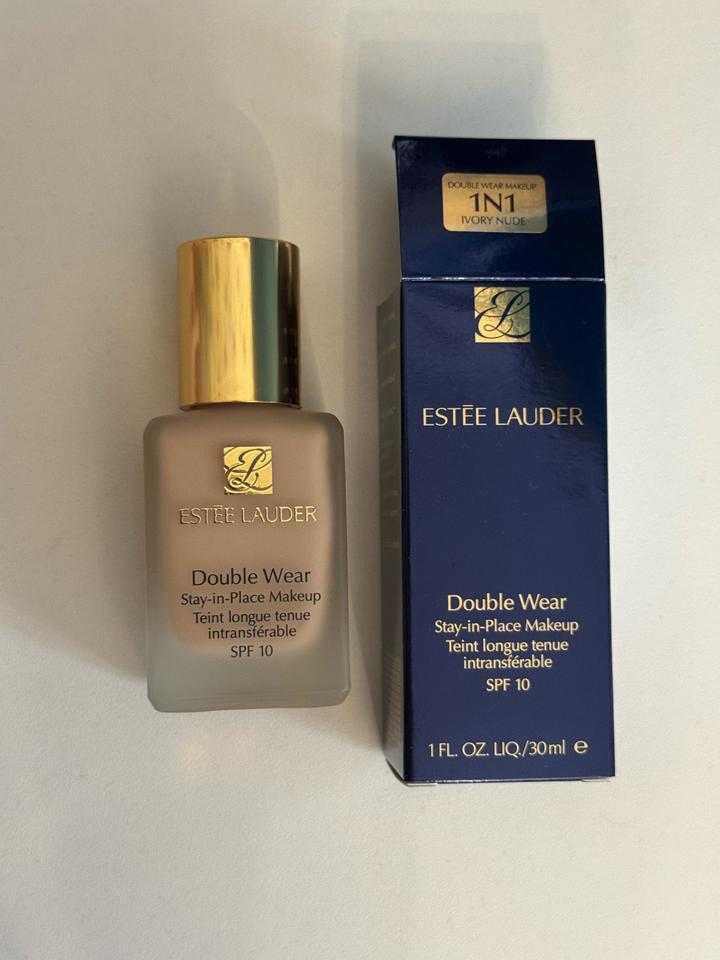 ESTĒE LAUDER
Double Wear
Stay-in-Place Makeup
Teint longue tenue
intransférable
SPF 10
DOUBLE WEAR MAKEUP
1N1
IVORY NUDE
ESTĒE LAUDER
Double Wear
Stay-in-Place Makeup
Teint longue tenue
intransférable
SPF 10
1 FL. OZ. LIQ./30ml ℮